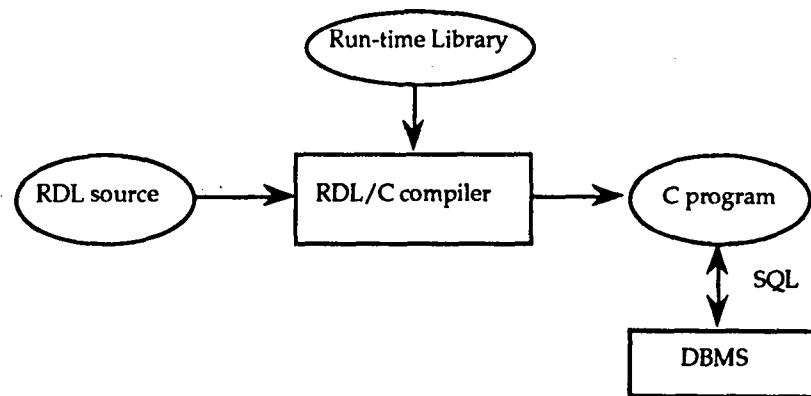 Run-time Library
RDL source
RDL/C compiler
C program
SQL
DBMS